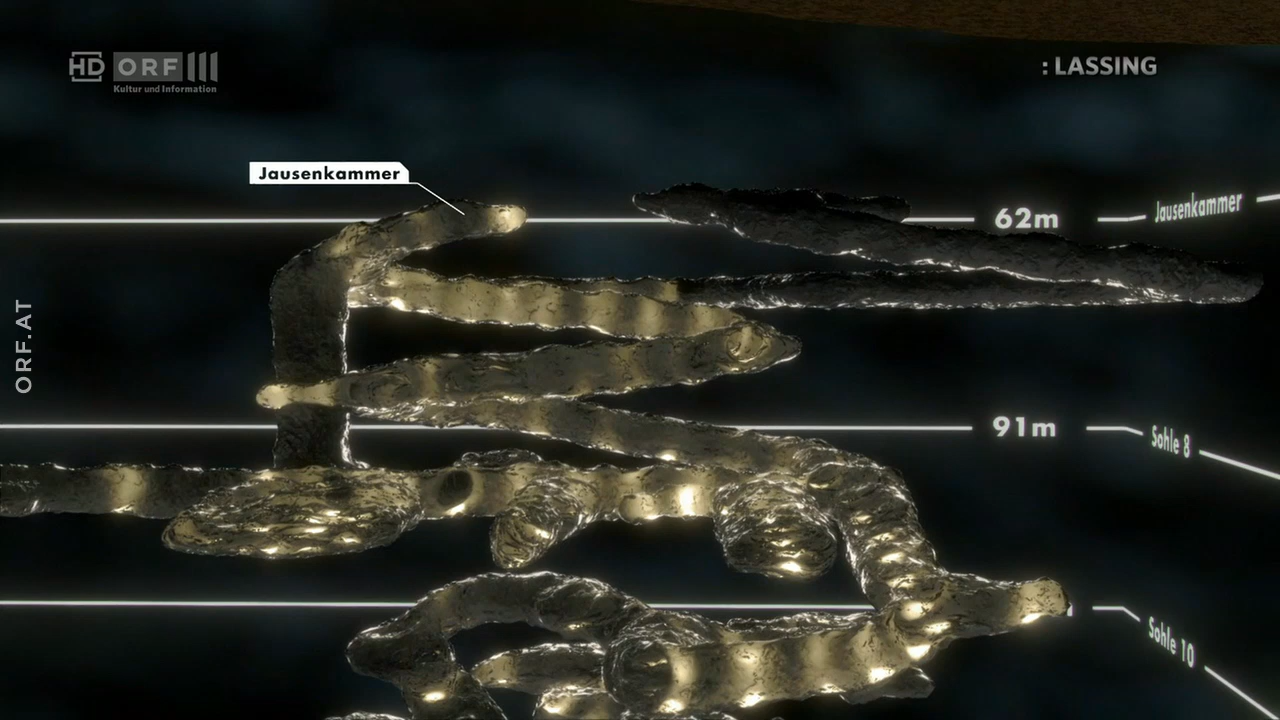 HD ORF III
Kultur und Information
: LASSING
Jausenkammer
62m
Jausenkammer
ORF.AT
91m
Sohle 8
Sohle 10